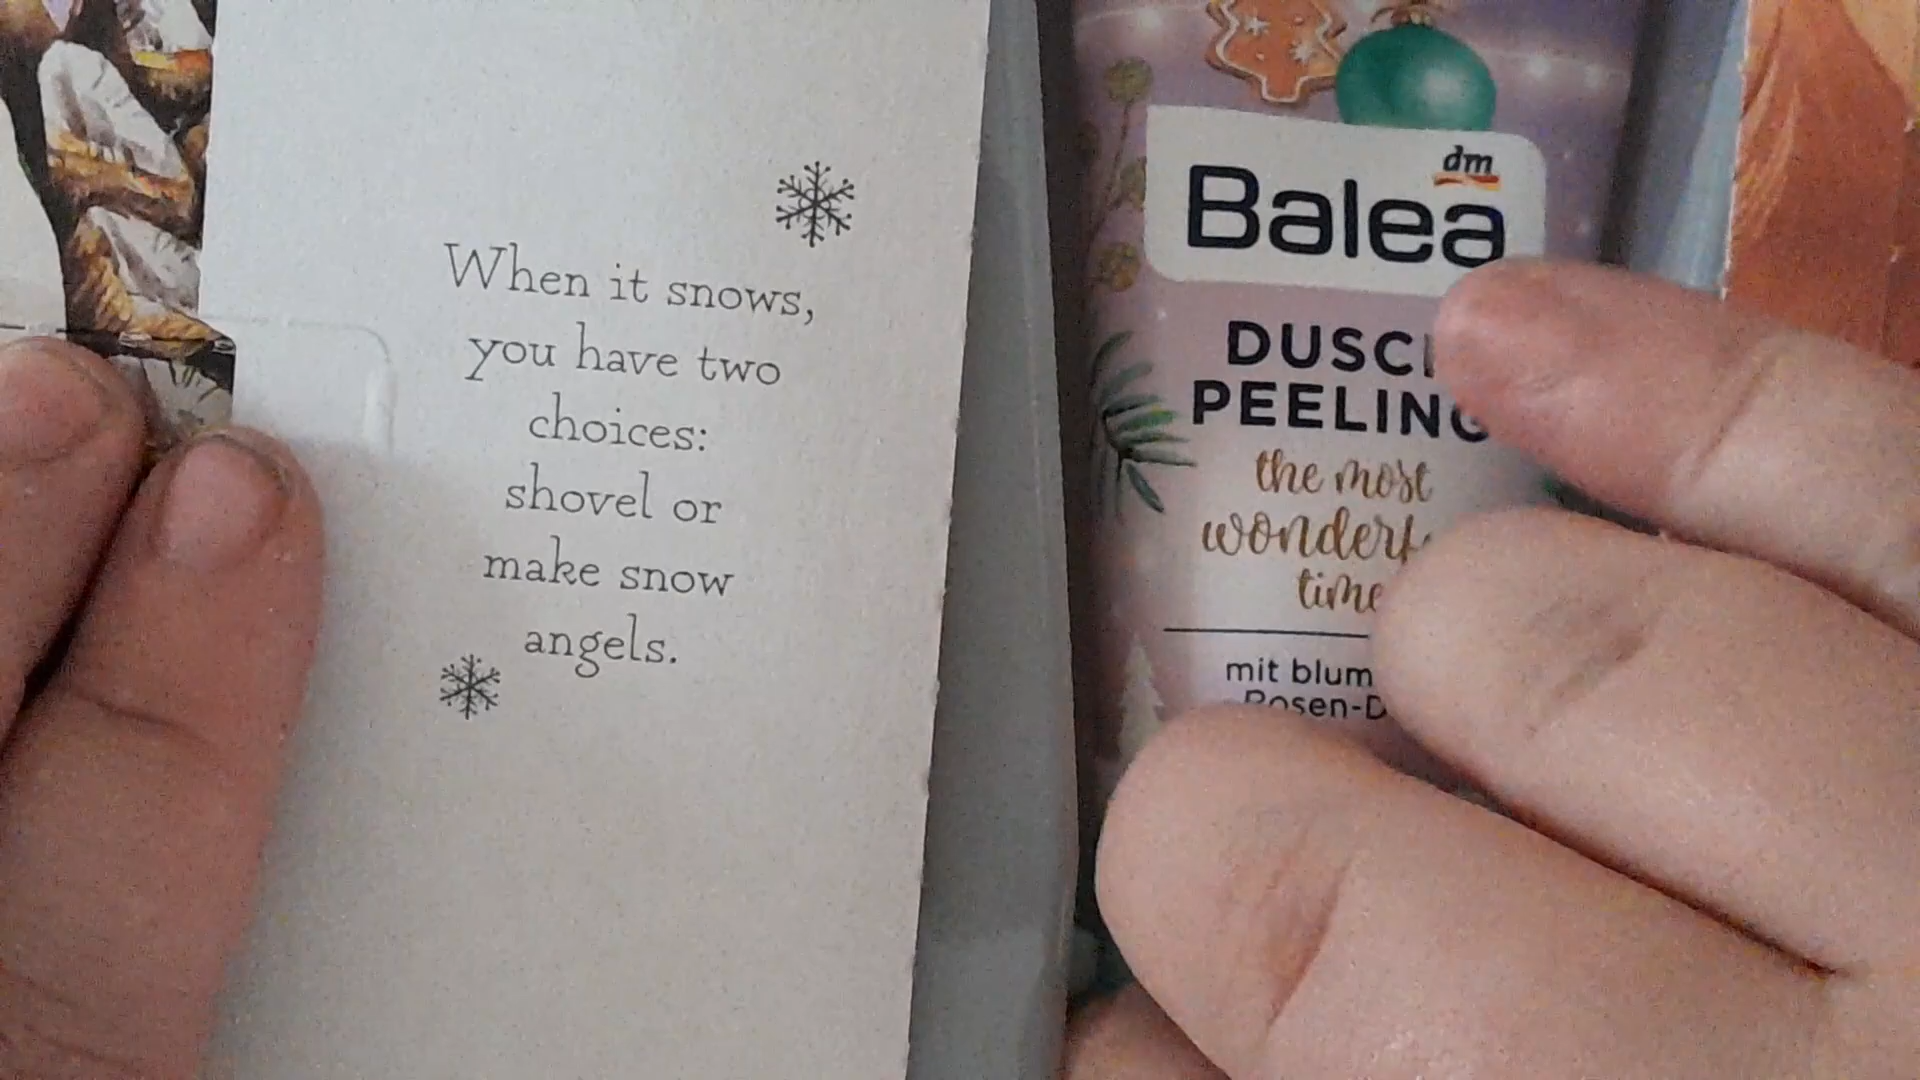 When it snows,
you have two
choices:
shovel or
make snow
angels.
dm
Balea
DUSC
PEELING
the most
time
mit